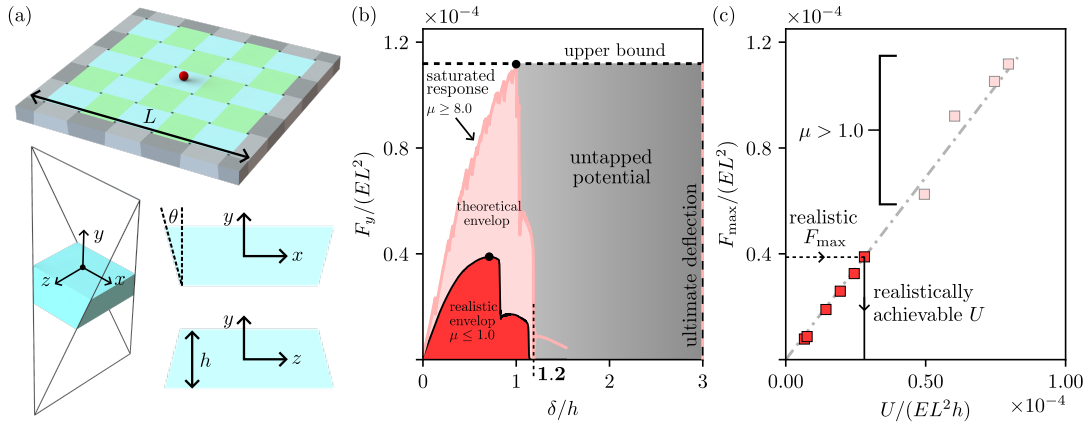 (a)
L
y
z
x
θ
y
x
y
z
h
(b)
×10⁻⁴
1.2
0.8
0.4
F_y/(EL²)
upper bound
saturated
response
μ ≥ 8.0
untapped
potential
theoretical
envelop
realistic
envelop
μ ≤ 1.0
ultimate deflection
1.2
0
1
3
δ/h
(c)
×10⁻⁴
1.2
0.8
0.4
F_max/(EL²)
μ > 1.0
realistic
F_max
realistically
achievable U
0.00
0.50
1.00
U/(EL²h)
×10⁻⁴